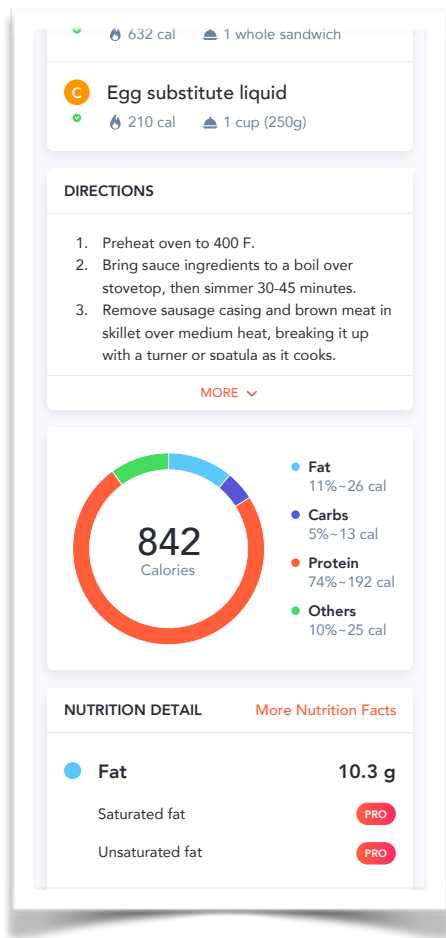 632 cal 1 whole sandwich
C Egg substitute liquid
210 cal 1 cup (250g)
DIRECTIONS
1. Preheat oven to 400 F.
2. Bring sauce ingredients to a boil over
stovetop, then simmer 30-45 minutes.
3. Remove sausage casing and brown meat in
skillet over medium heat, breaking it up
with a turner or spatula as it cooks.
MORE
842
Calories
Fat
11%~26 cal
Carbs
5%~13 cal
Protein
74%~192 cal
Others
10%~25 cal
NUTRITION DETAIL More Nutrition Facts
Fat 10.3 g
Saturated fat PRO
Unsaturated fat PRO